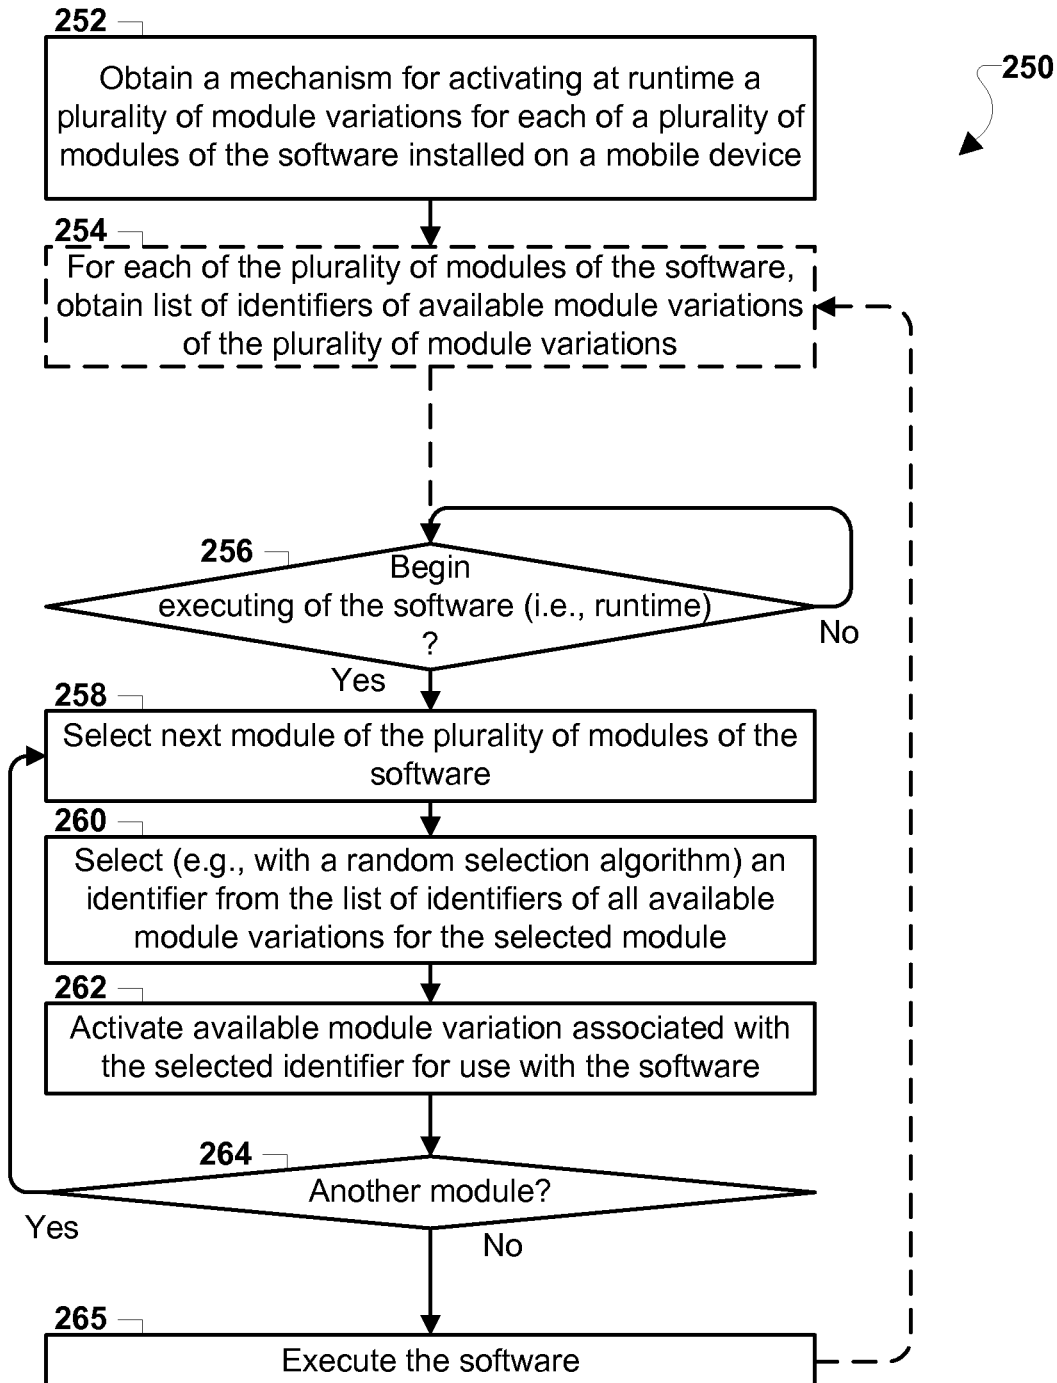 252
250
Obtain a mechanism for activating at runtime a
plurality of module variations for each of a plurality of
modules of the software installed on a mobile device
254
For each of the plurality of modules of the software,
obtain list of identifiers of available module variations
of the plurality of module variations
256
Begin
executing of the software (i.e., runtime)
?
No
Yes
258
Select next module of the plurality of modules of the
software
260
Select (e.g., with a random selection algorithm) an
identifier from the list of identifiers of all available
module variations for the selected module
262
Activate available module variation associated with
the selected identifier for use with the software
264
Another module?
Yes
No
265
Execute the software